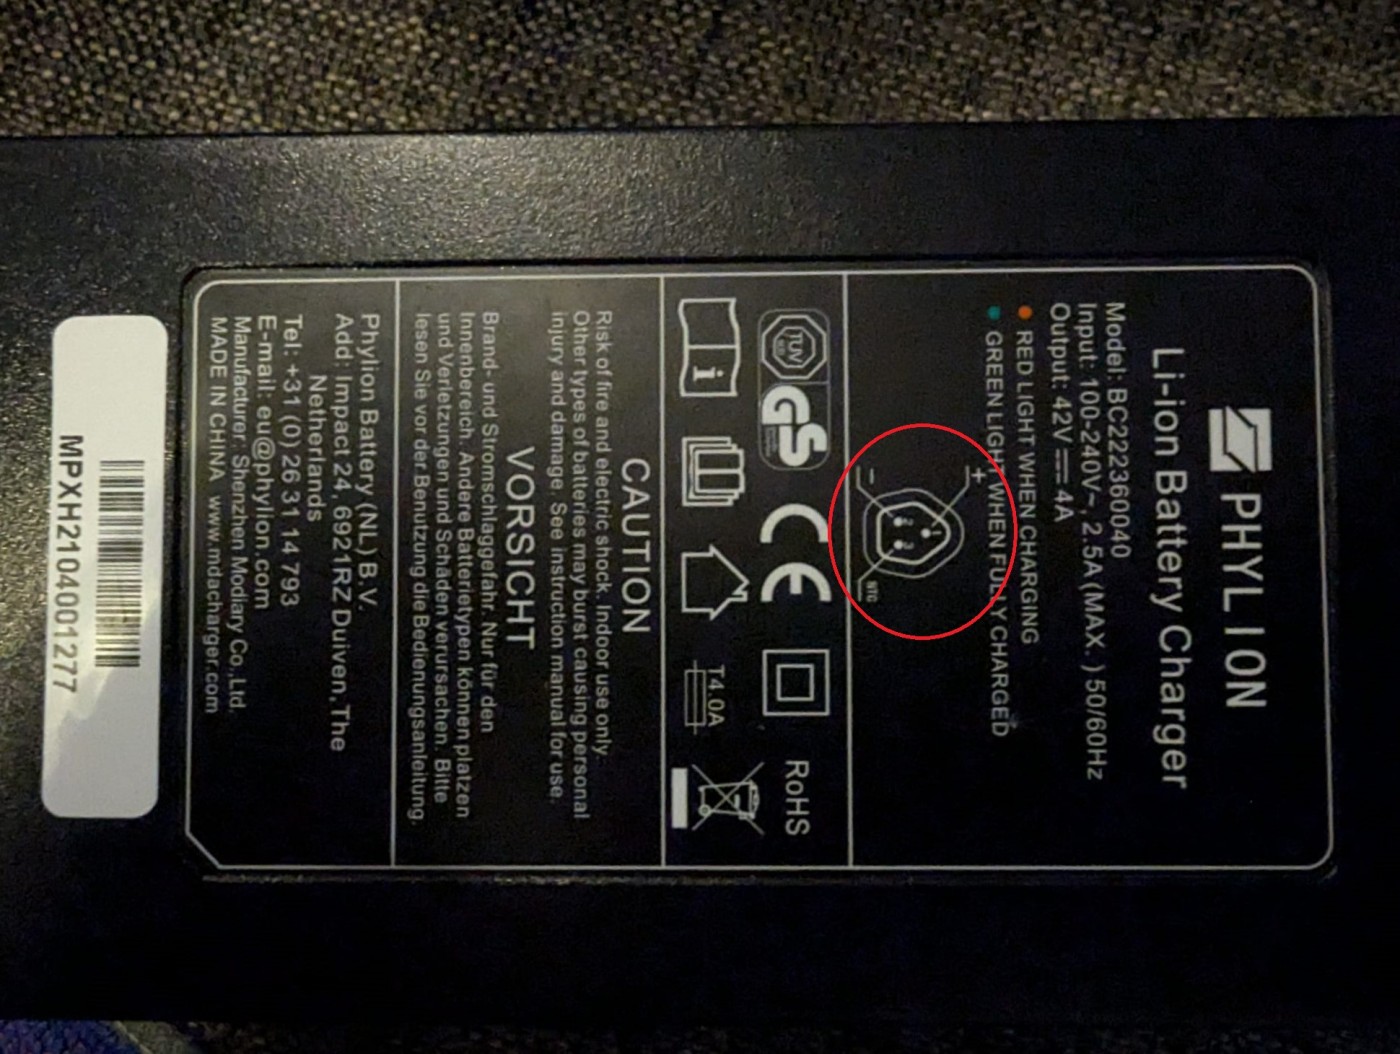 PHYLION
Li-ion Battery Charger
Model: BC222360040
Input: 100-240V~, 2.5A(MAX.) 50/60Hz
Output: 42V⎓4A
RED LIGHT WHEN CHARGING
GREEN LIGHT WHEN FULLY CHARGED
+
-
NTC
TÜV
GS
CE
RoHS
i
T4.0A
CAUTION
Risk of fire and electric shock. Indoor use only.
Other types of batteries may burst causing personal
injury and damage. See instruction manual for use.
VORSICHT
Brand- und Stromschlaggefahr. Nur für den
Innenbereich. Andere Batterietypen können platzen
und Verletzungen und Schäden verursachen. Bitte
lesen Sie vor der Benutzung die Bedienungsanleitung.
Phylion Battery (NL) B.V.
Add: Impact 24, 6921RZ Duiven, The
Netherlands
Tel: +31 (0) 26 31 14 793
E-mail: eu@phylion.com
Manufacturer: Shenzhen Modiary Co., Ltd.
MADE IN CHINA www.mdacharger.com
MPXH2104001277